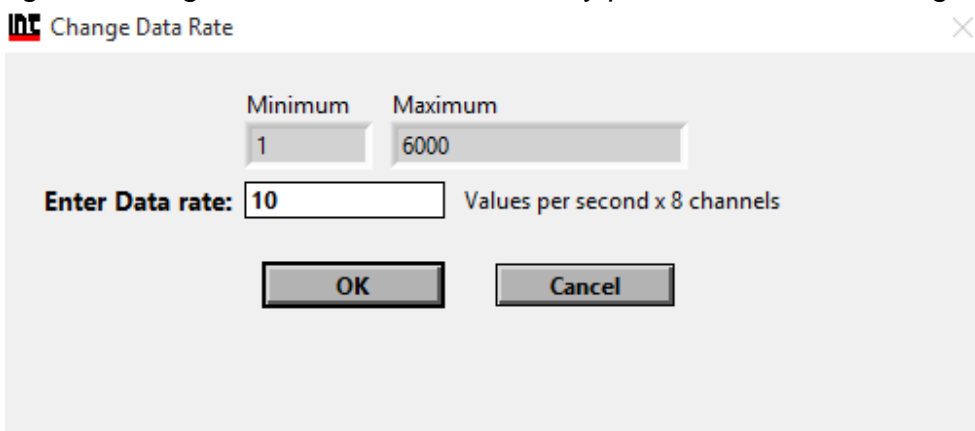 Change Data Rate
Minimum Maximum
1 6000
Enter Data rate: 10 Values per second x 8 channels
OK Cancel